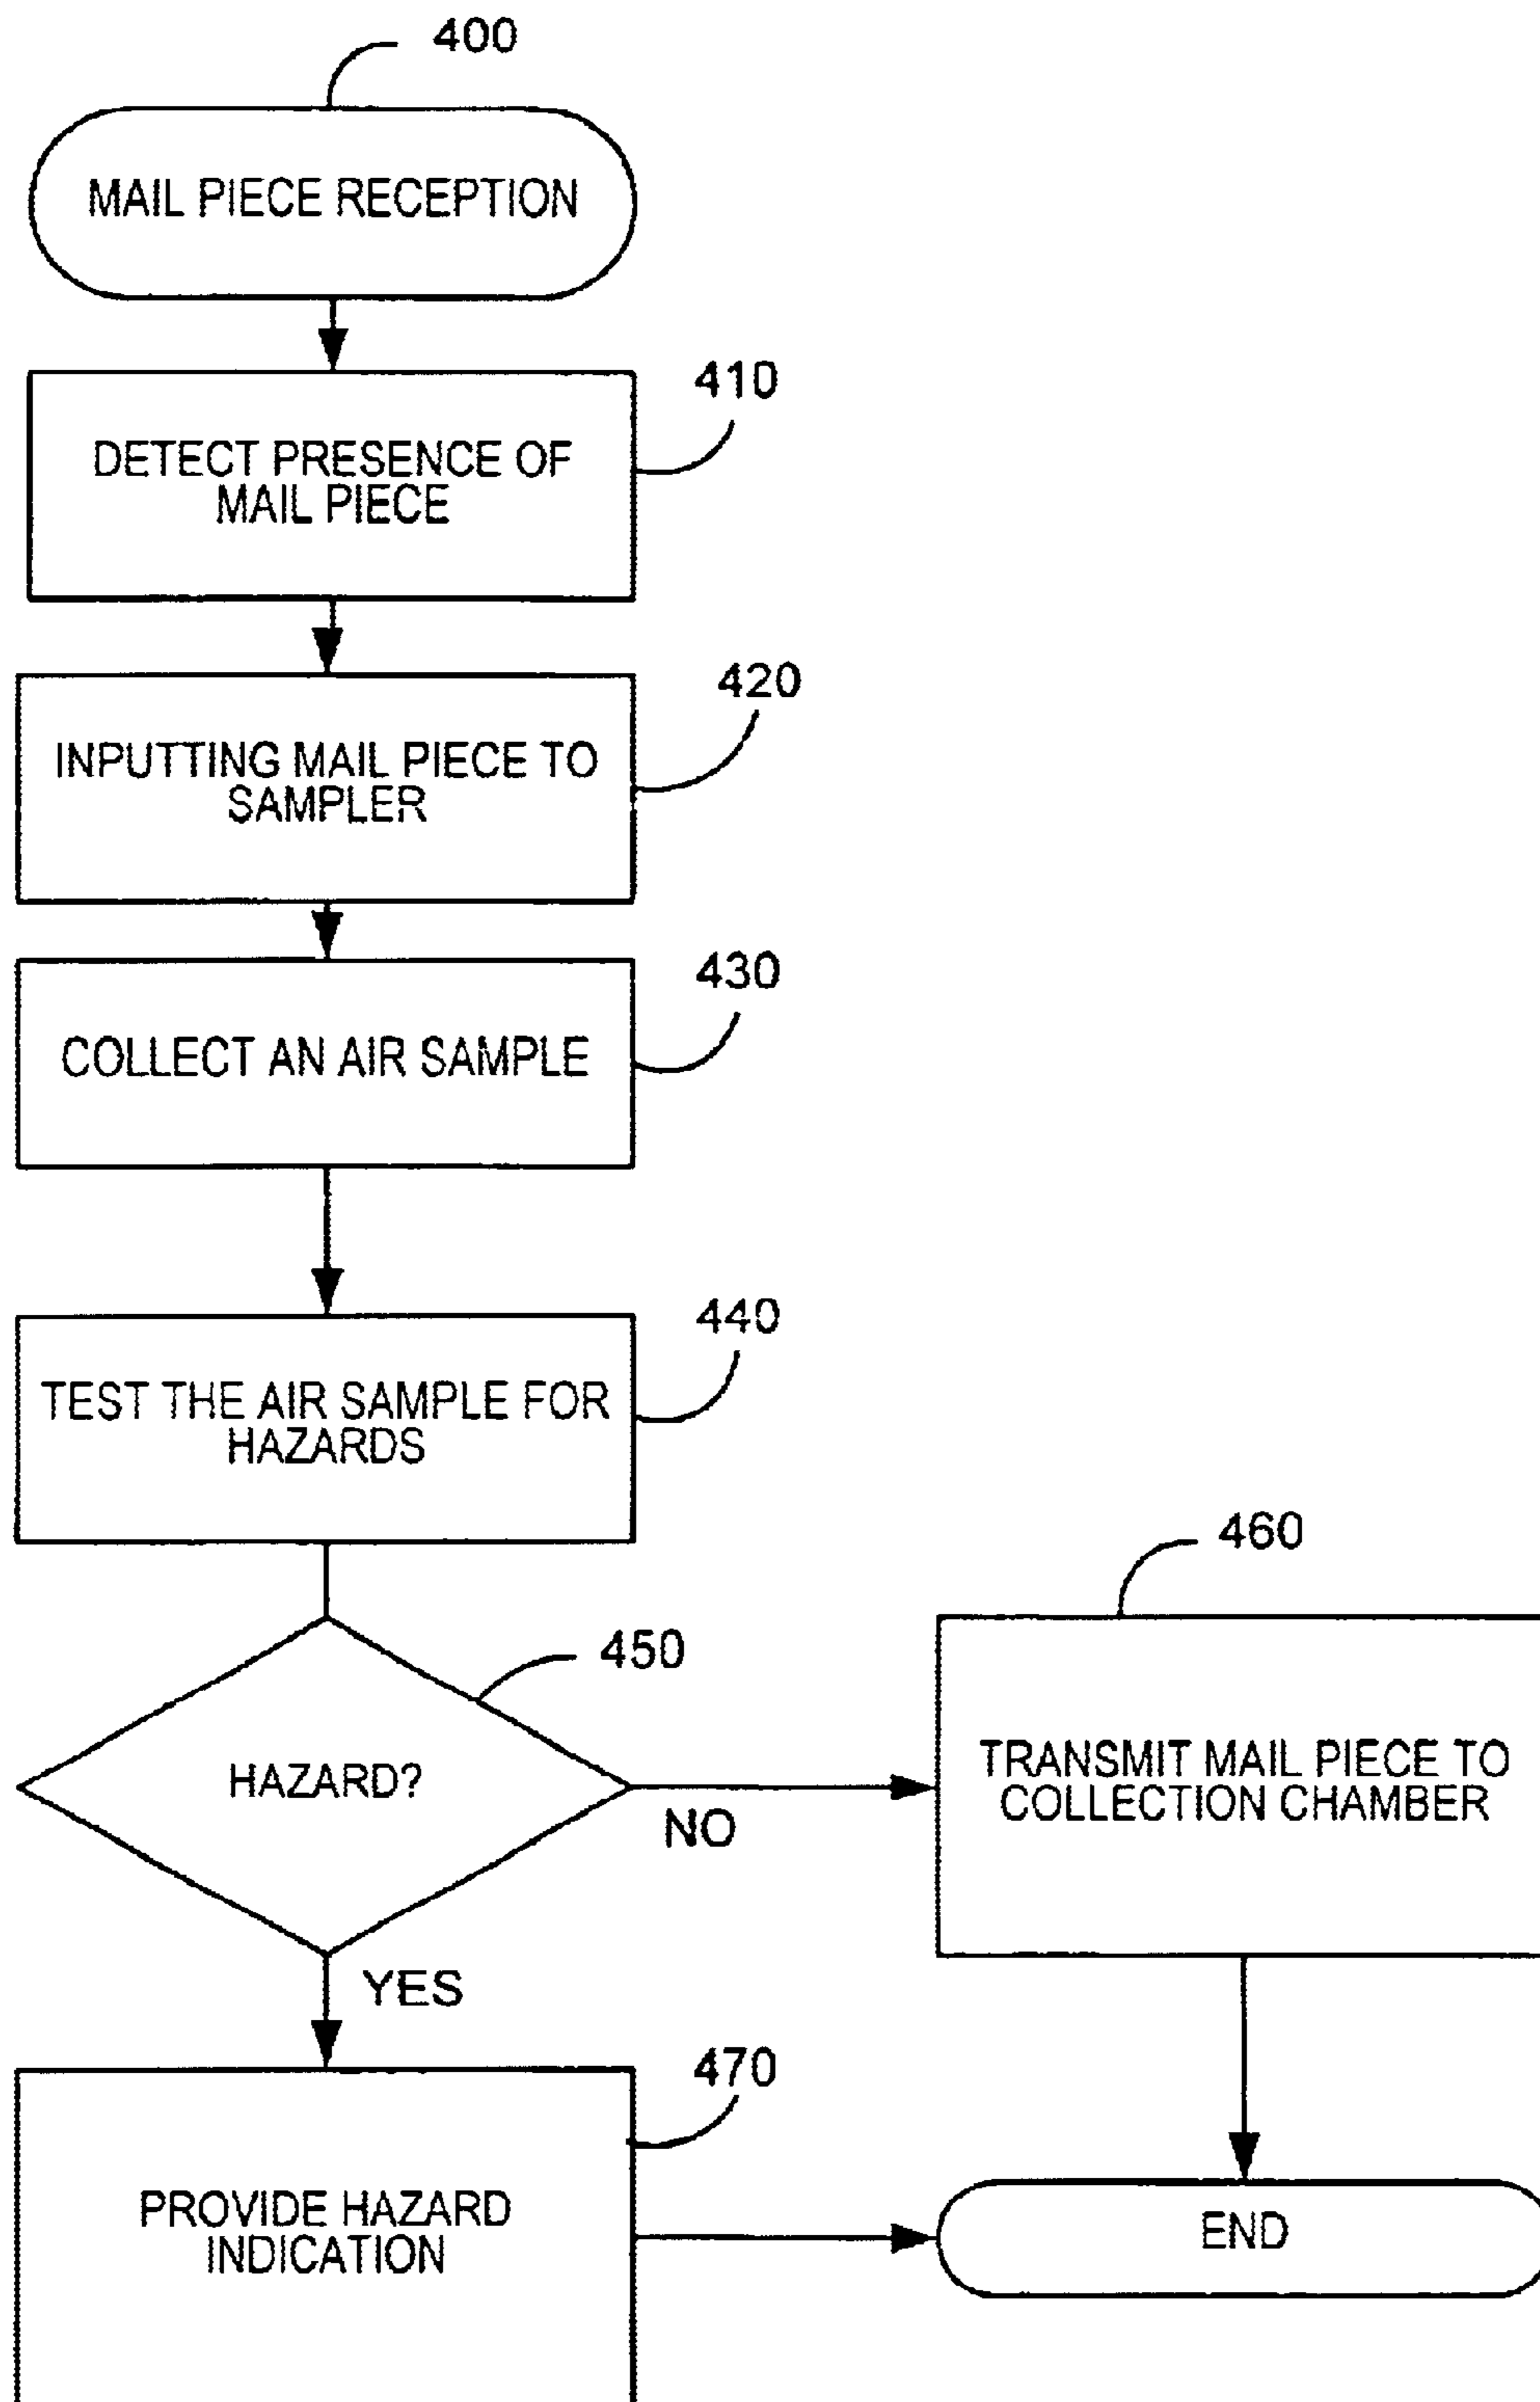 400
MAIL PIECE RECEPTION
410
DETECT PRESENCE OF
MAIL PIECE
420
INPUTTING MAIL PIECE TO
SAMPLER
430
COLLECT AN AIR SAMPLE
440
TEST THE AIR SAMPLE FOR
HAZARDS
450
HAZARD?
NO
460
TRANSMIT MAIL PIECE TO
COLLECTION CHAMBER
YES
470
PROVIDE HAZARD
INDICATION
END